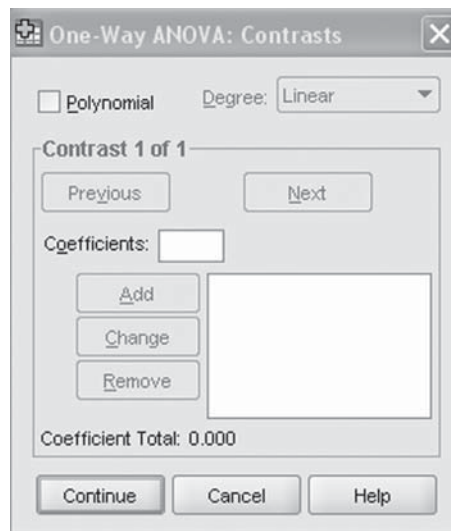 One-Way ANOVA: Contrasts
Polynomial Degree: Linear
Contrast 1 of 1
Previous Next
Coefficients:
Add
Change
Remove
Coefficient Total: 0.000
Continue Cancel Help